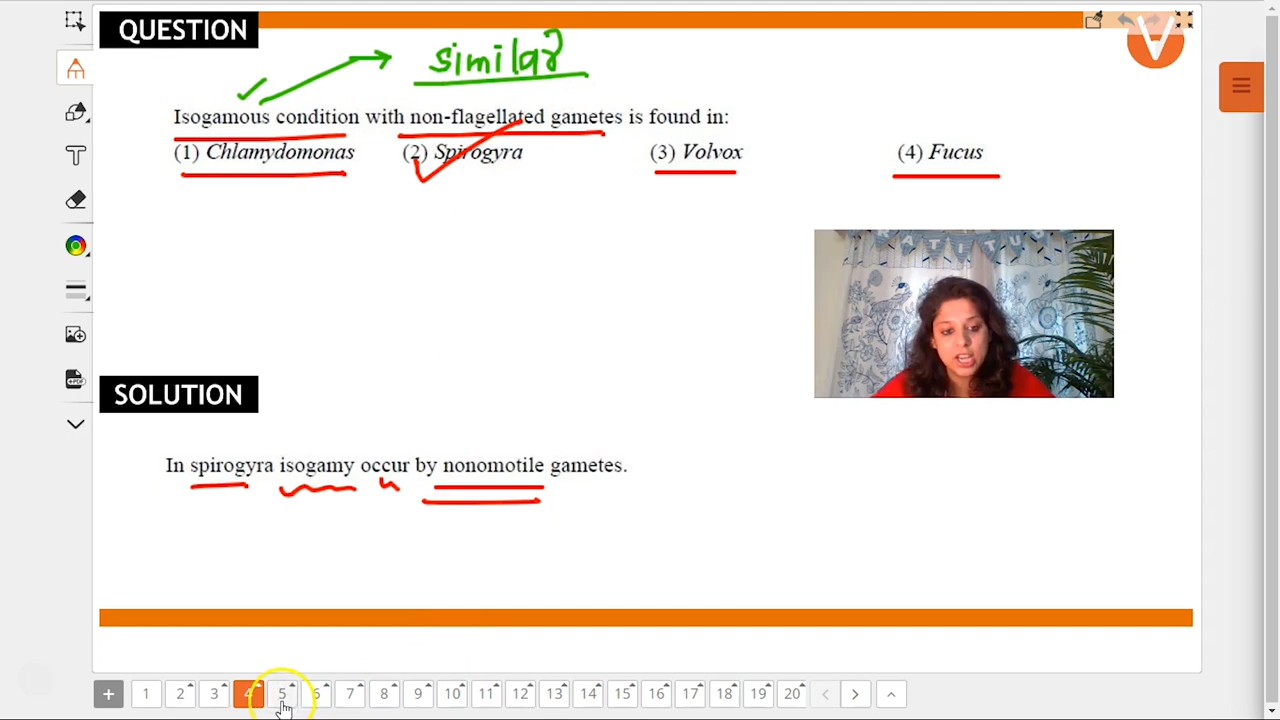 QUESTION
similar
Isogamous condition with non-flagellated gametes is found in:
(1) Chlamydomonas (2) Spirogyra (3) Volvox (4) Fucus
RATITUD
SOLUTION
In spirogyra isogamy occur by nonomotile gametes.
+ 1 2 3 4 5 6 7 8 9 10 11 12 13 14 15 16 17 18 19 20